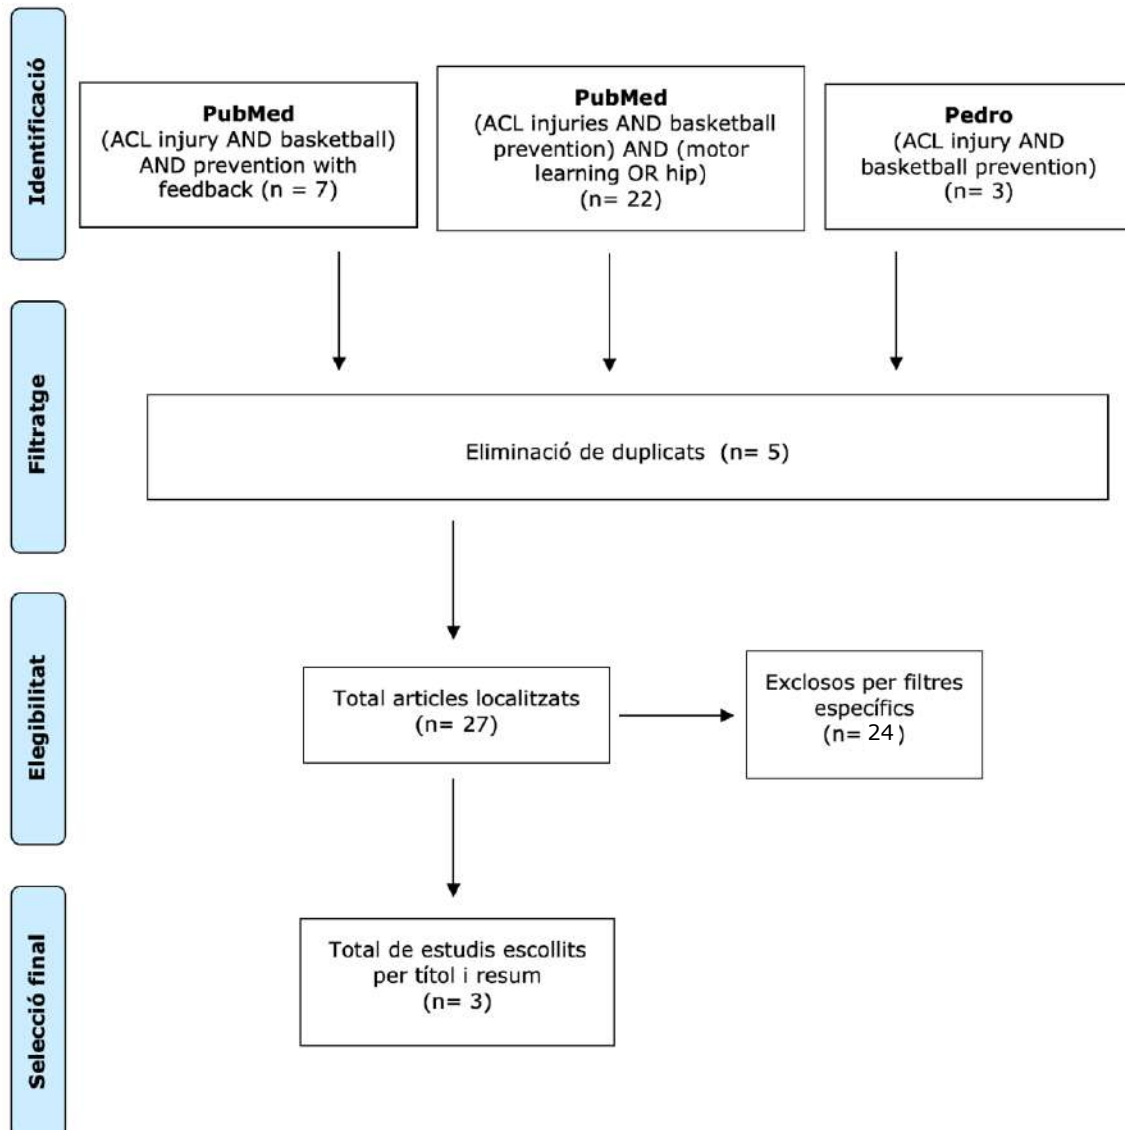 Identificació
PubMed
(ACL injury AND basketball)
AND prevention with
feedback (n = 7)
PubMed
(ACL injuries AND basketball
prevention) AND (motor
learning OR hip)
(n= 22)
Pedro
(ACL injury AND
basketball prevention)
(n= 3)
Filtratge
Eliminació de duplicats (n= 5)
Elegibilitat
Total articles localitzats
(n= 27)
Exclosos per filtres
específics
(n= 24)
Selecció final
Total de estudis escollits
per títol i resum
(n= 3)